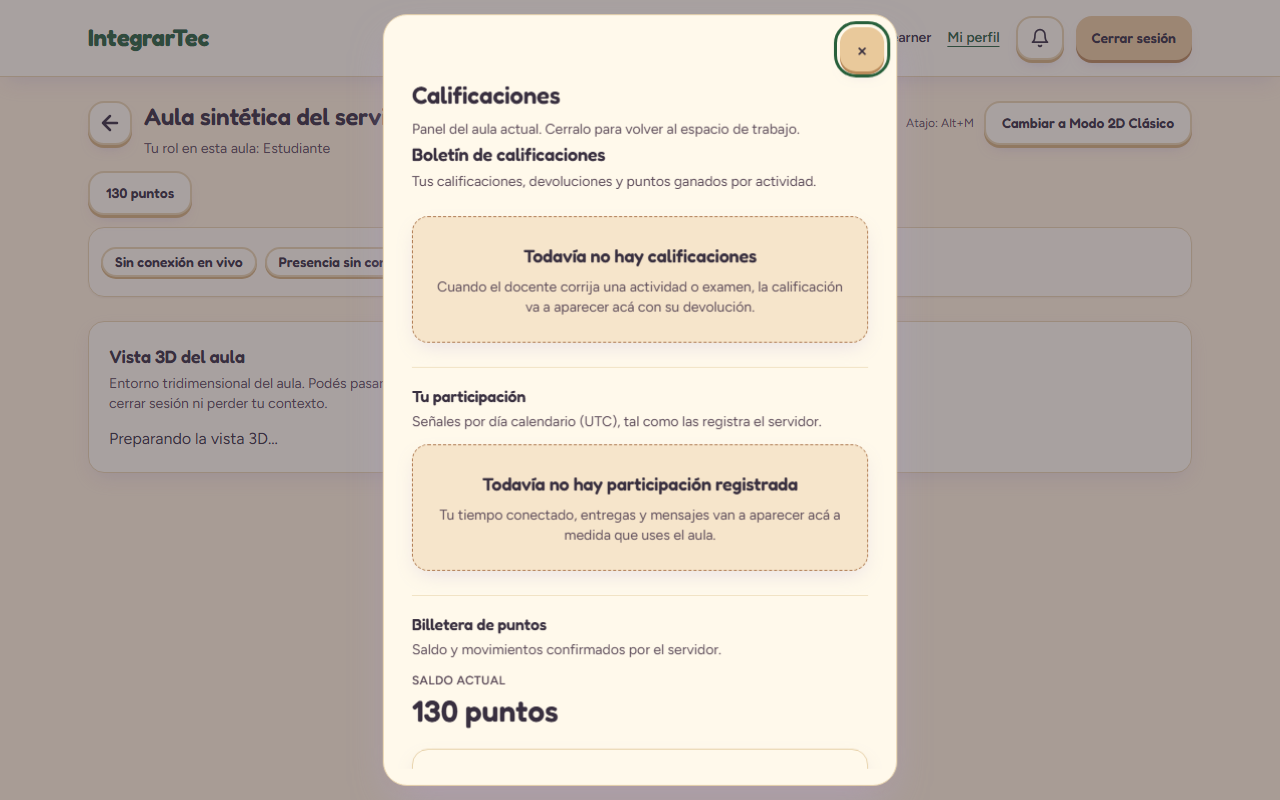 IntegrarTec
Mi perfil
Cerrar sesión
×
Aula sintética del
Tu rol en esta aula: Estudiante
Atajo: Alt+M
Cambiar a Modo 2D Clásico
130 puntos
Sin conexión en vivo
Presencia sin
Vista 3D del aula
Entorno tridimensional del aula. Podés
cerrar sesión ni perder tu contexto.
Preparando la vista 3D...
Calificaciones
Panel del aula actual. Cerralo para volver al espacio de trabajo.
Boletín de calificaciones
Tus calificaciones, devoluciones y puntos ganados por actividad.
Todavía no hay calificaciones
Cuando el docente corrija una actividad o examen, la calificación
va a aparecer acá con su devolución.
Tu participación
Señales por día calendario (UTC), tal como las registra el servidor.
Todavía no hay participación registrada
Tu tiempo conectado, entregas y mensajes van a aparecer acá a
medida que uses el aula.
Billetera de puntos
Saldo y movimientos confirmados por el servidor.
SALDO ACTUAL
130 puntos